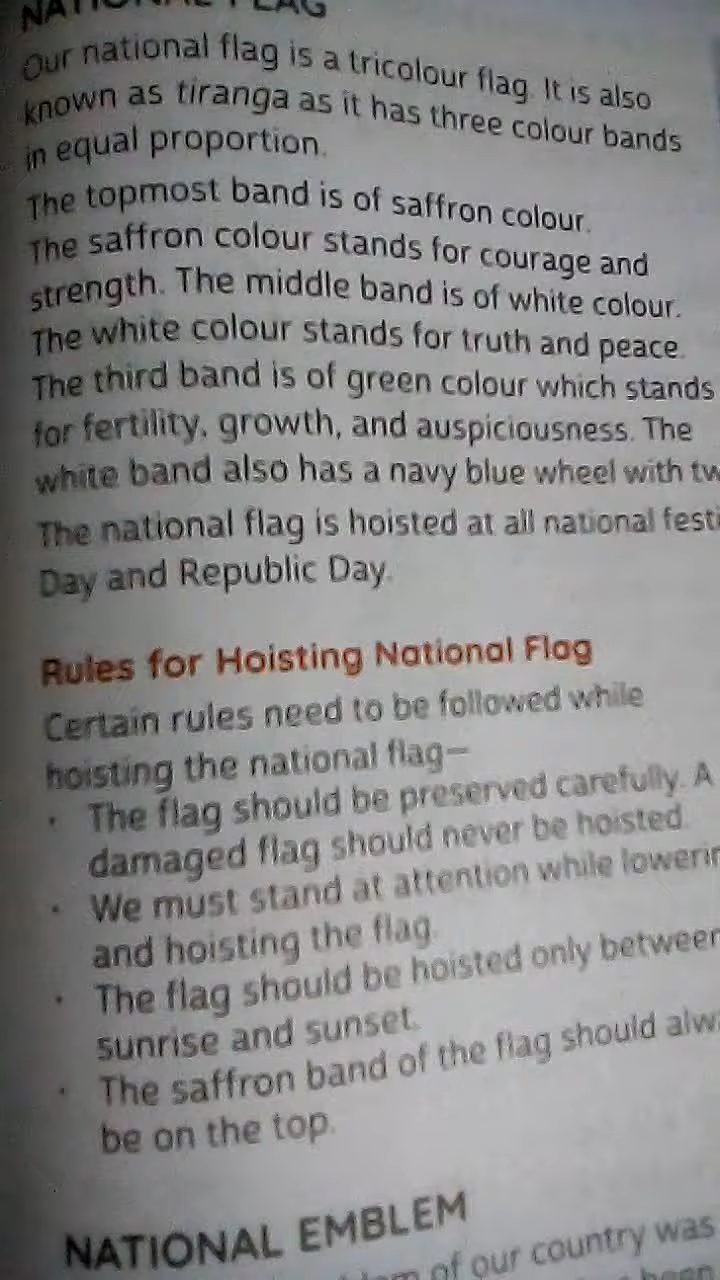 NATIONAL FLAG
Our national flag is a tricolour flag. It is also
known as tiranga as it has three colour bands
in equal proportion.
The topmost band is of saffron colour.
The saffron colour stands for courage and
strength. The middle band is of white colour.
The white colour stands for truth and peace.
The third band is of green colour which stands
for fertility, growth, and auspiciousness. The
white band also has a navy blue wheel with
The national flag is hoisted at all national
Day and Republic Day.
Rules for Hoisting National Flag
Certain rules need to be followed while
hoisting the national flag—
• The flag should be preserved carefully. A
damaged flag should never be hoisted.
• We must stand at attention while
and hoisting the flag.
• The flag should be hoisted only between
sunrise and sunset.
• The saffron band of the flag should
be on the top.
NATIONAL EMBLEM
of our country was